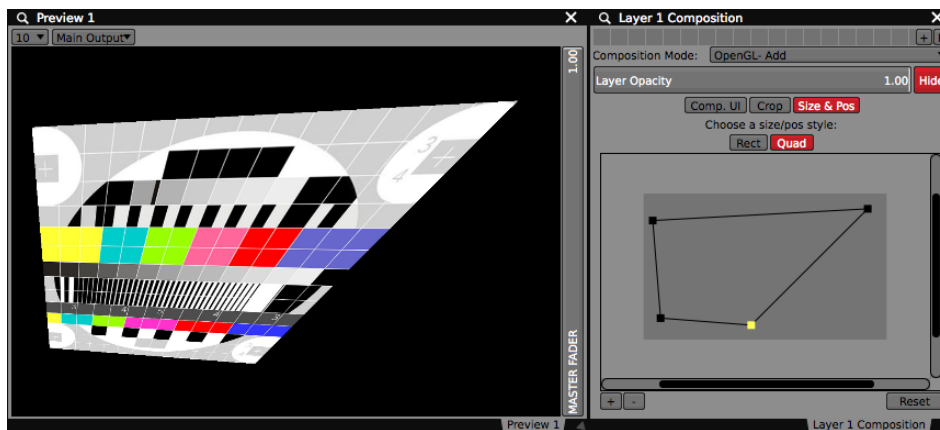 Preview 1
10 Main Output
1.00
MASTER FADER
Preview 1
Layer 1 Composition
+
Composition Mode: OpenGL- Add
Layer Opacity 1.00 Hide
Comp. UI Crop Size & Pos
Choose a size/pos style:
Rect Quad
+ - Reset
Layer 1 Composition
3
4